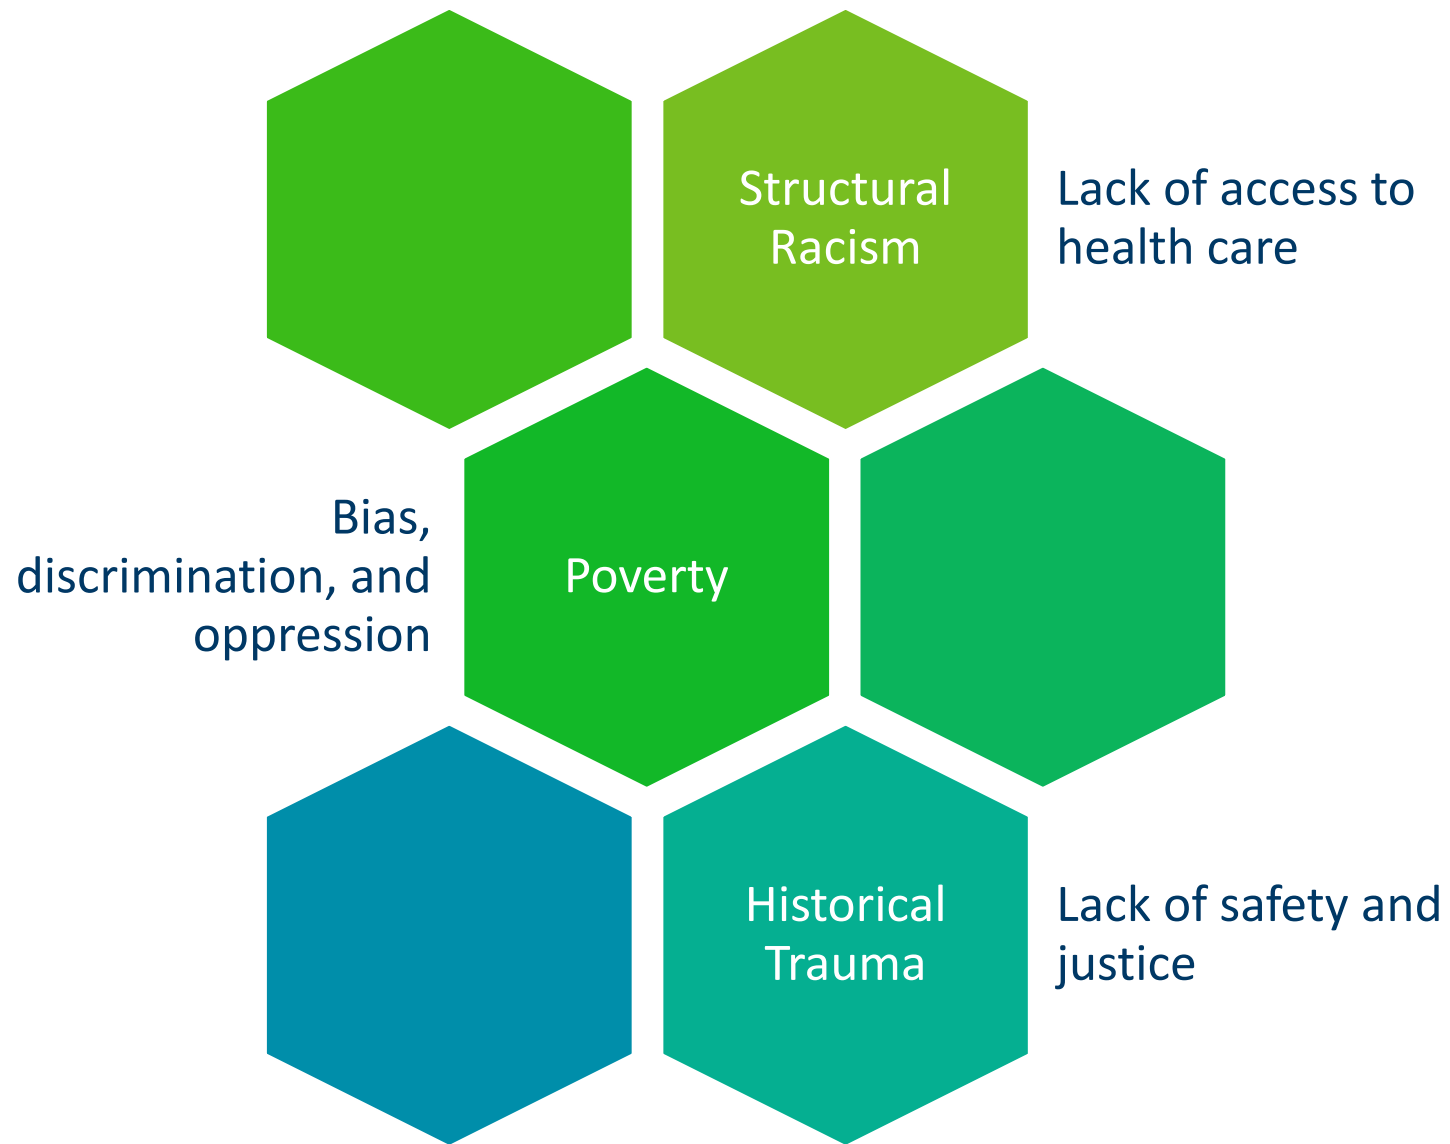 Structural
Racism
Lack of access to
health care
Bias,
discrimination, and
oppression
Poverty
Historical
Trauma
Lack of safety and
justice